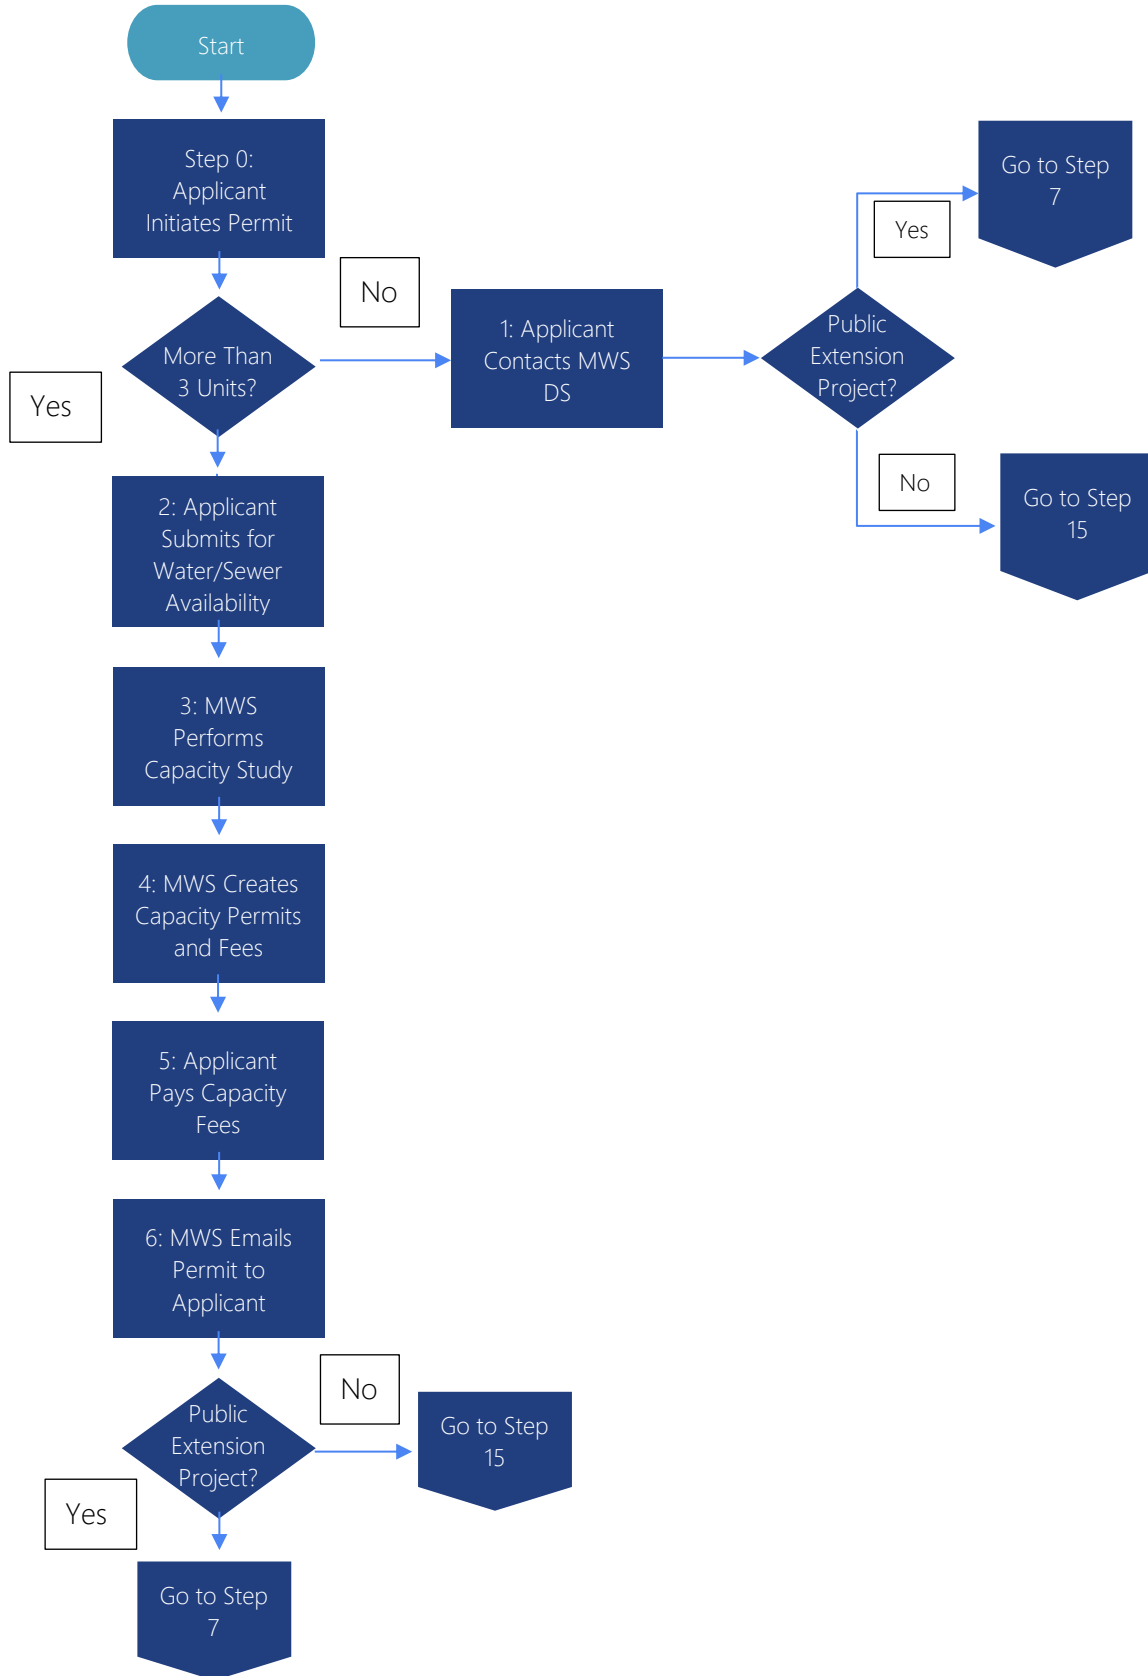 Start
Step 0:
Applicant
Initiates Permit
No
More Than
3 Units?
Yes
1: Applicant
Contacts MWS
DS
Public
Extension
Project?
Yes
Go to Step
7
No
Go to Step
15
2: Applicant
Submits for
Water/Sewer
Availability
3: MWS
Performs
Capacity Study
4: MWS Creates
Capacity Permits
and Fees
5: Applicant
Pays Capacity
Fees
6: MWS Emails
Permit to
Applicant
Public
Extension
Project?
No
Go to Step
15
Yes
Go to Step
7